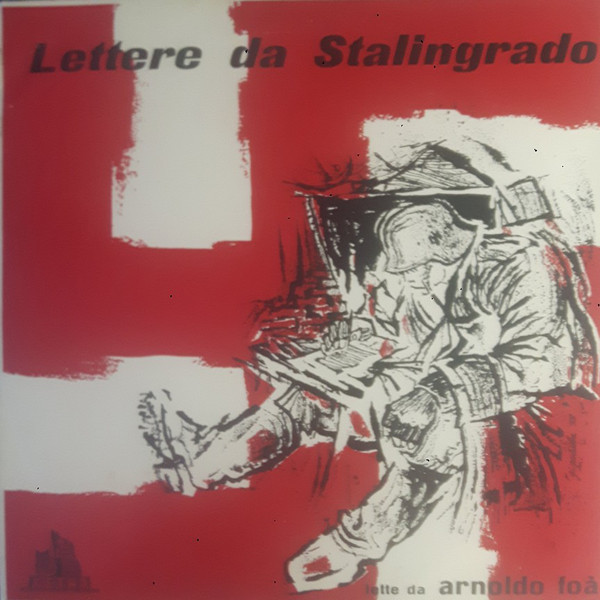 Lettere da Stalingrado
lette da arnoldo foà